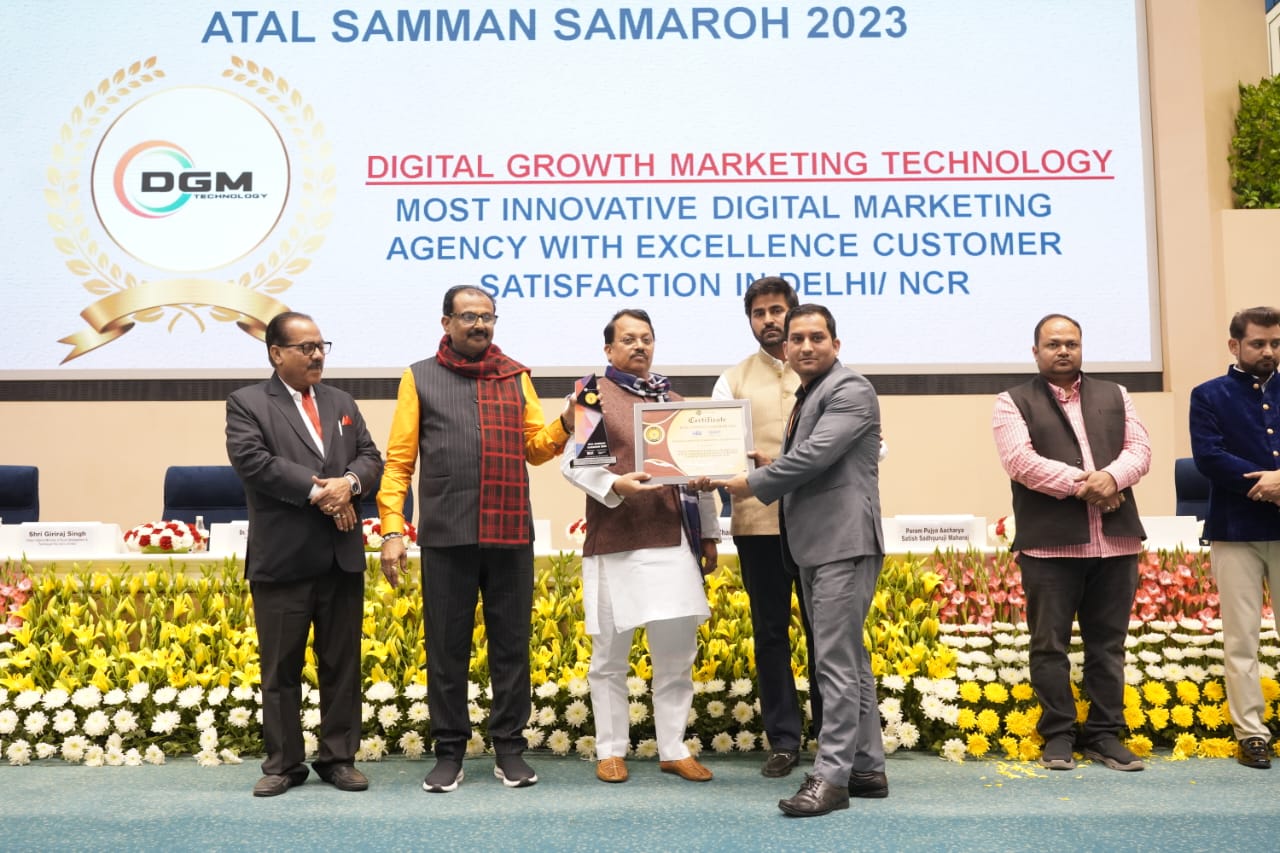 ATAL SAMMAN SAMAROH 2023
DGM
TECHNOLOGY
DIGITAL GROWTH MARKETING TECHNOLOGY
MOST INNOVATIVE DIGITAL MARKETING
AGENCY WITH EXCELLENCE CUSTOMER
SATISFACTION IN DELHI/ NCR
Certificate
Shri Giriraj Singh
Param Pujya Aacharya
Satish Sadhguruji Maharaj